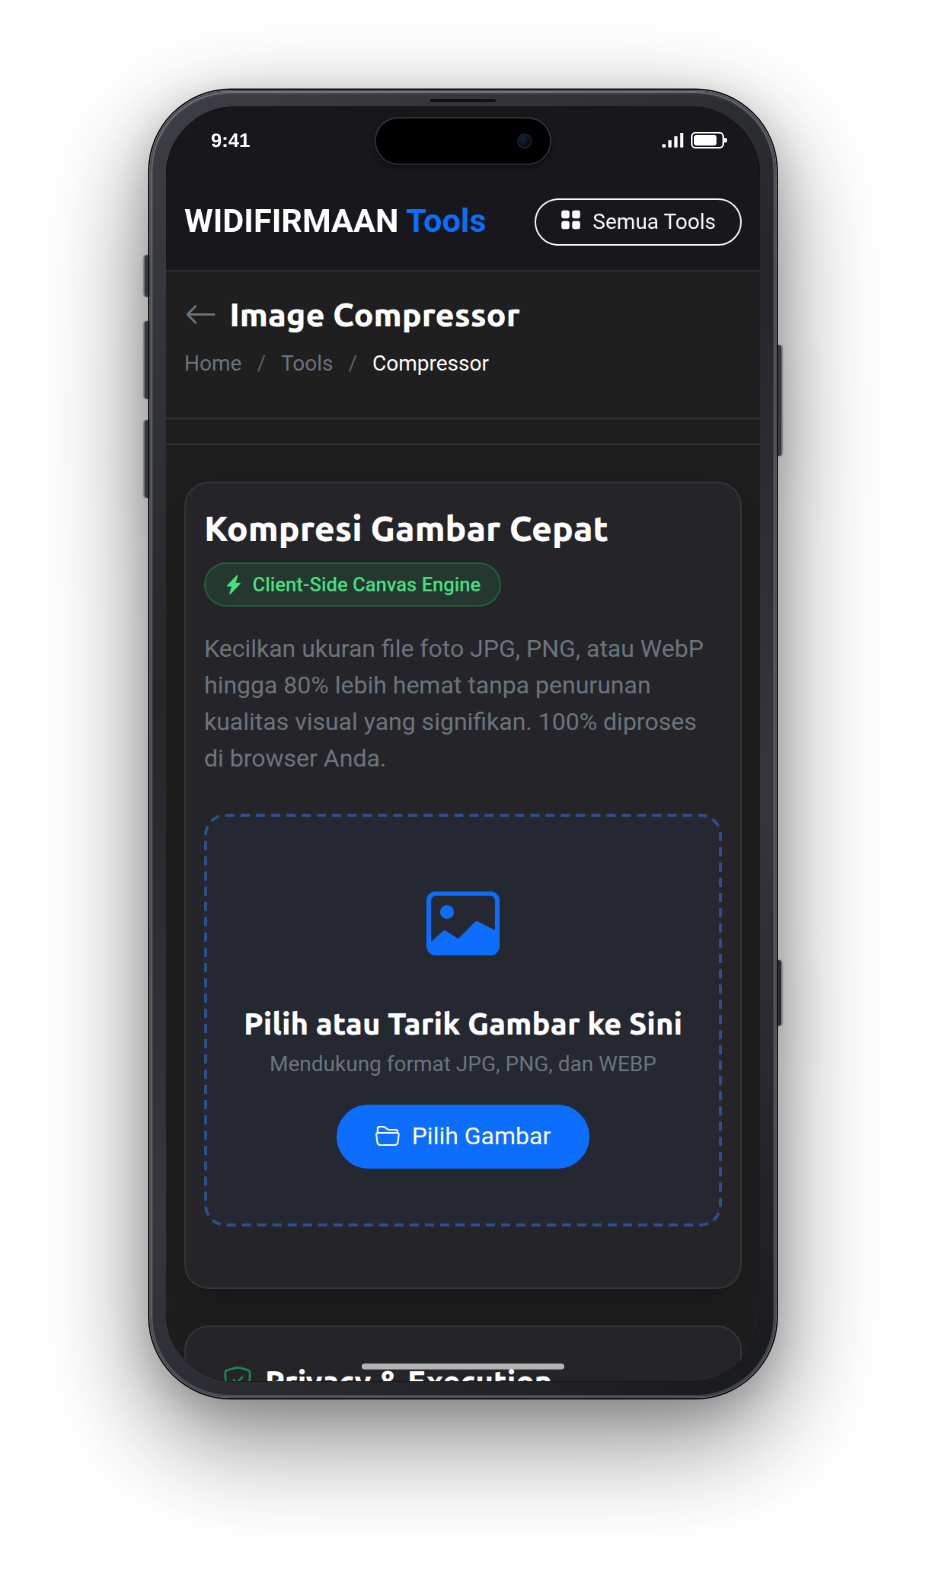 9:41
WIDIFIRMAAN Tools
Semua Tools
Image Compressor
Home / Tools / Compressor
Kompresi Gambar Cepat
Client-Side Canvas Engine
Kecilkan ukuran file foto JPG, PNG, atau WebP
hingga 80% lebih hemat tanpa penurunan
kualitas visual yang signifikan. 100% diproses
di browser Anda.
Pilih atau Tarik Gambar ke Sini
Mendukung format JPG, PNG, dan WEBP
Pilih Gambar
Privacy & Execution